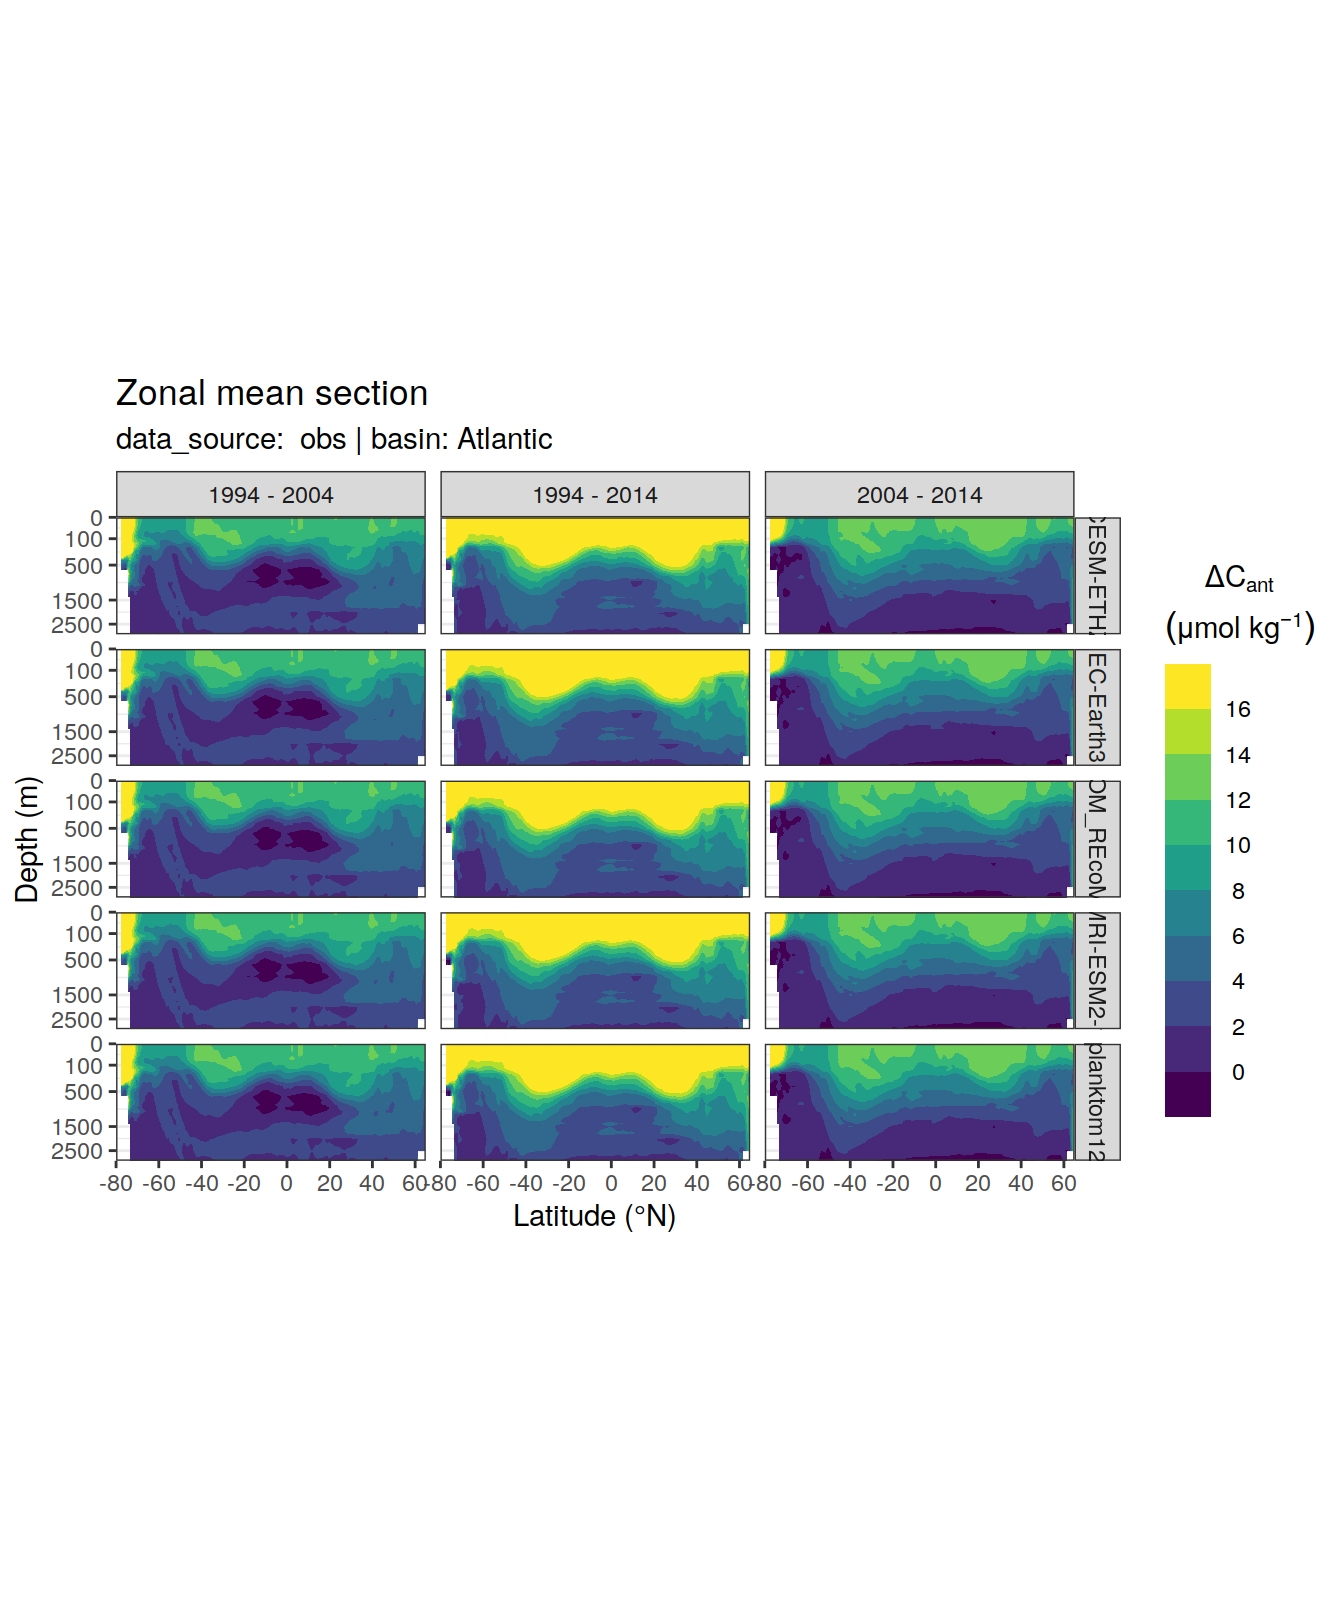 Zonal mean section
data_source:  obs | basin: Atlantic
1994 - 2004
1994 - 2014
2004 - 2014
0
100
500
1500
2500
EC-Earth3
0
100
500
1500
2500
0
100
500
1500
2500
MRI-ESM2-
0
100
500
1500
2500
planktom12
0
100
500
1500
2500
-80 -60 -40 -20 0 20 40 60
-80 -60 -40 -20 0 20 40 60
-80 -60 -40 -20 0 20 40 60
Depth (m)
Latitude (°N)
ΔCant
(μmol kg⁻¹)
16
14
12
10
8
6
4
2
0